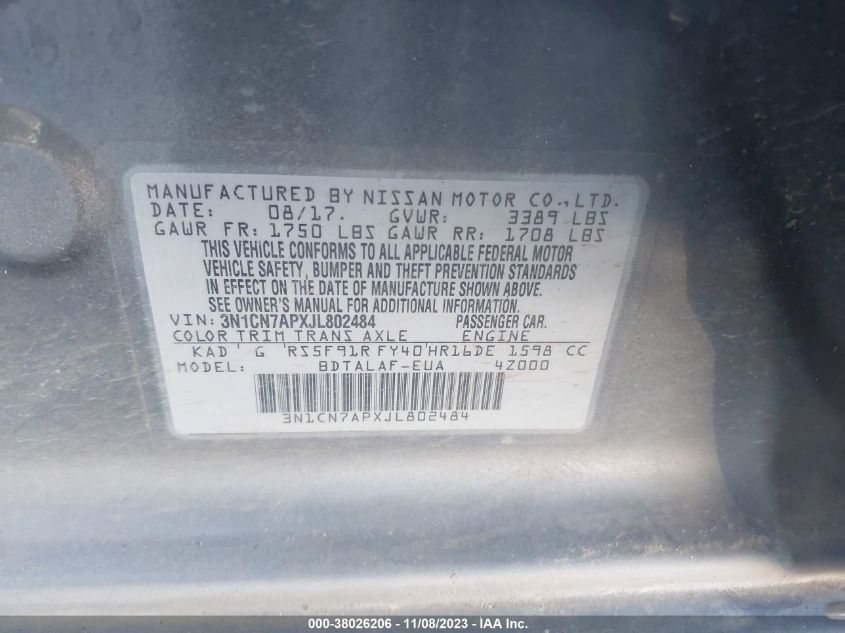 MANUFACTURED BY NISSAN MOTOR CO., LTD.
DATE: 08/17. GVWR: 3389 LBS
GAWR FR: 1750 LBS GAWR RR: 1708 LBS
THIS VEHICLE CONFORMS TO ALL APPLICABLE FEDERAL MOTOR
VEHICLE SAFETY, BUMPER AND THEFT PREVENTION STANDARDS
IN EFFECT ON THE DATE OF MANUFACTURE SHOWN ABOVE.
SEE OWNER'S MANUAL FOR ADDITIONAL INFORMATION.
VIN: 3N1CN7APXJL802484 PASSENGER CAR.
COLOR TRIM TRANS AXLE ENGINE
KAD G RS5F91R FY40 HR16DE 1598 CC
MODEL: BDTALAF-EUA 4Z000
3N1CN7APXJL802484
000-38026206 - 11/08/2023 - IAA Inc.